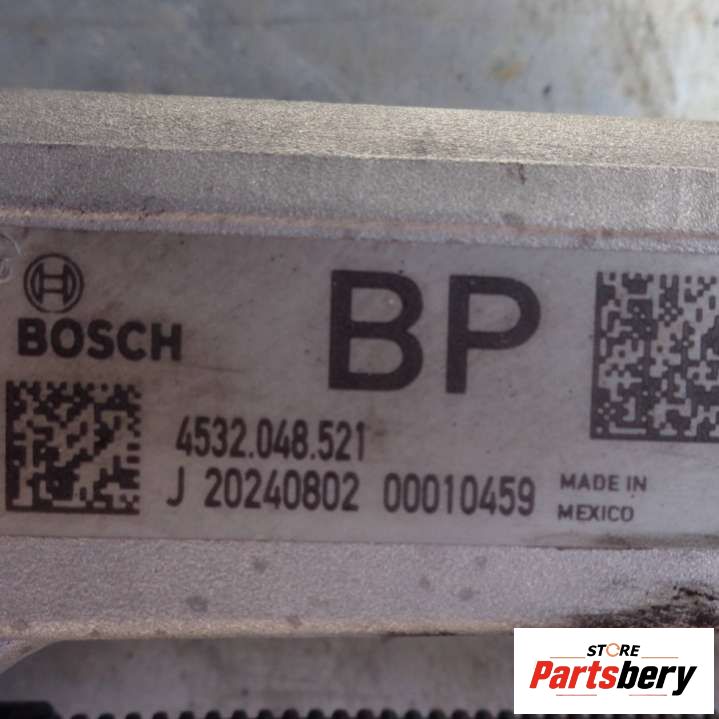 BOSCH
BP
4532.048.521
J 20240802 00010459
MADE IN
MEXICO
STORE
Partsbery